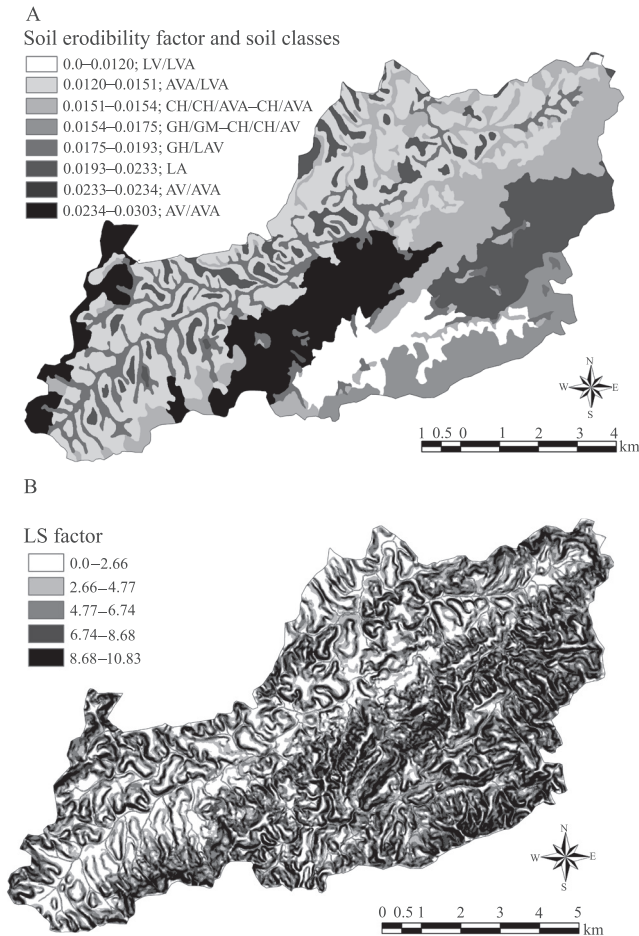 A
Soil erodibility factor and soil classes
0.0–0.0120; LV/LVA
0.0120–0.0151; AVA/LVA
0.0151–0.0154; CH/CH/AVA–CH/AVA
0.0154–0.0175; GH/GM–CH/CH/AV
0.0175–0.0193; GH/LAV
0.0193–0.0233; LA
0.0233–0.0234; AV/AVA
0.0234–0.0303; AV/AVA
N
W E
S
1 0.5 0 1 2 3 4
km
B
LS factor
0.0–2.66
2.66–4.77
4.77–6.74
6.74–8.68
8.68–10.83
N
W E
S
0 0.5 1 2 3 4 5
km